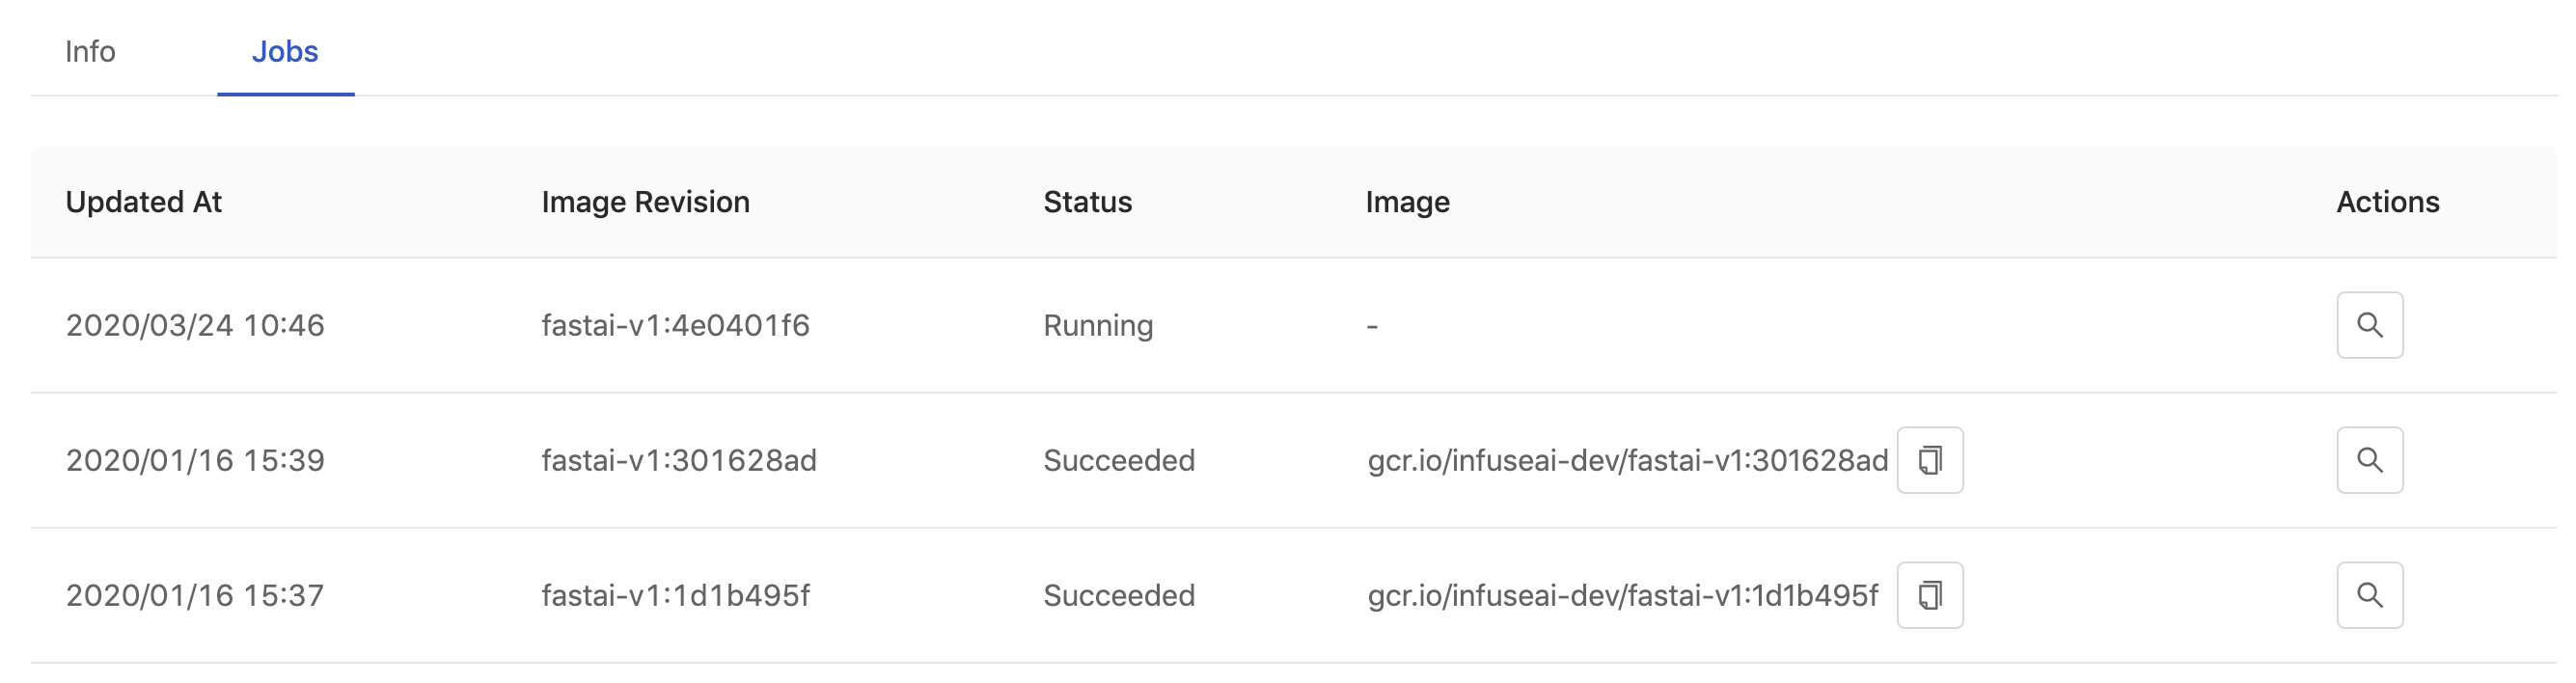 Info Jobs
Updated At Image Revision Status Image Actions
2020/03/24 10:46 fastai-v1:4e0401f6 Running -
2020/01/16 15:39 fastai-v1:301628ad Succeeded gcr.io/infuseai-dev/fastai-v1:301628ad
2020/01/16 15:37 fastai-v1:1d1b495f Succeeded gcr.io/infuseai-dev/fastai-v1:1d1b495f